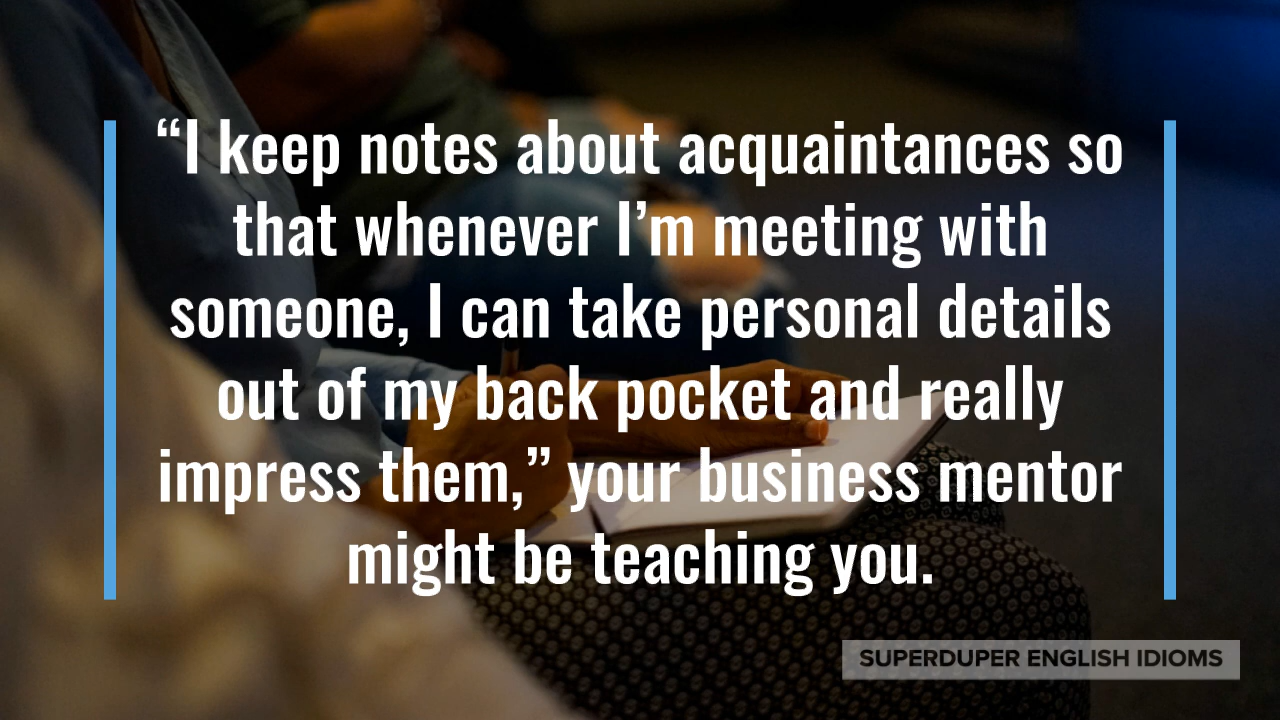 “I keep notes about acquaintances so
that whenever I’m meeting with
someone, I can take personal details
out of my back pocket and really
impress them,” your business mentor
might be teaching you.
SUPERDUPER ENGLISH IDIOMS